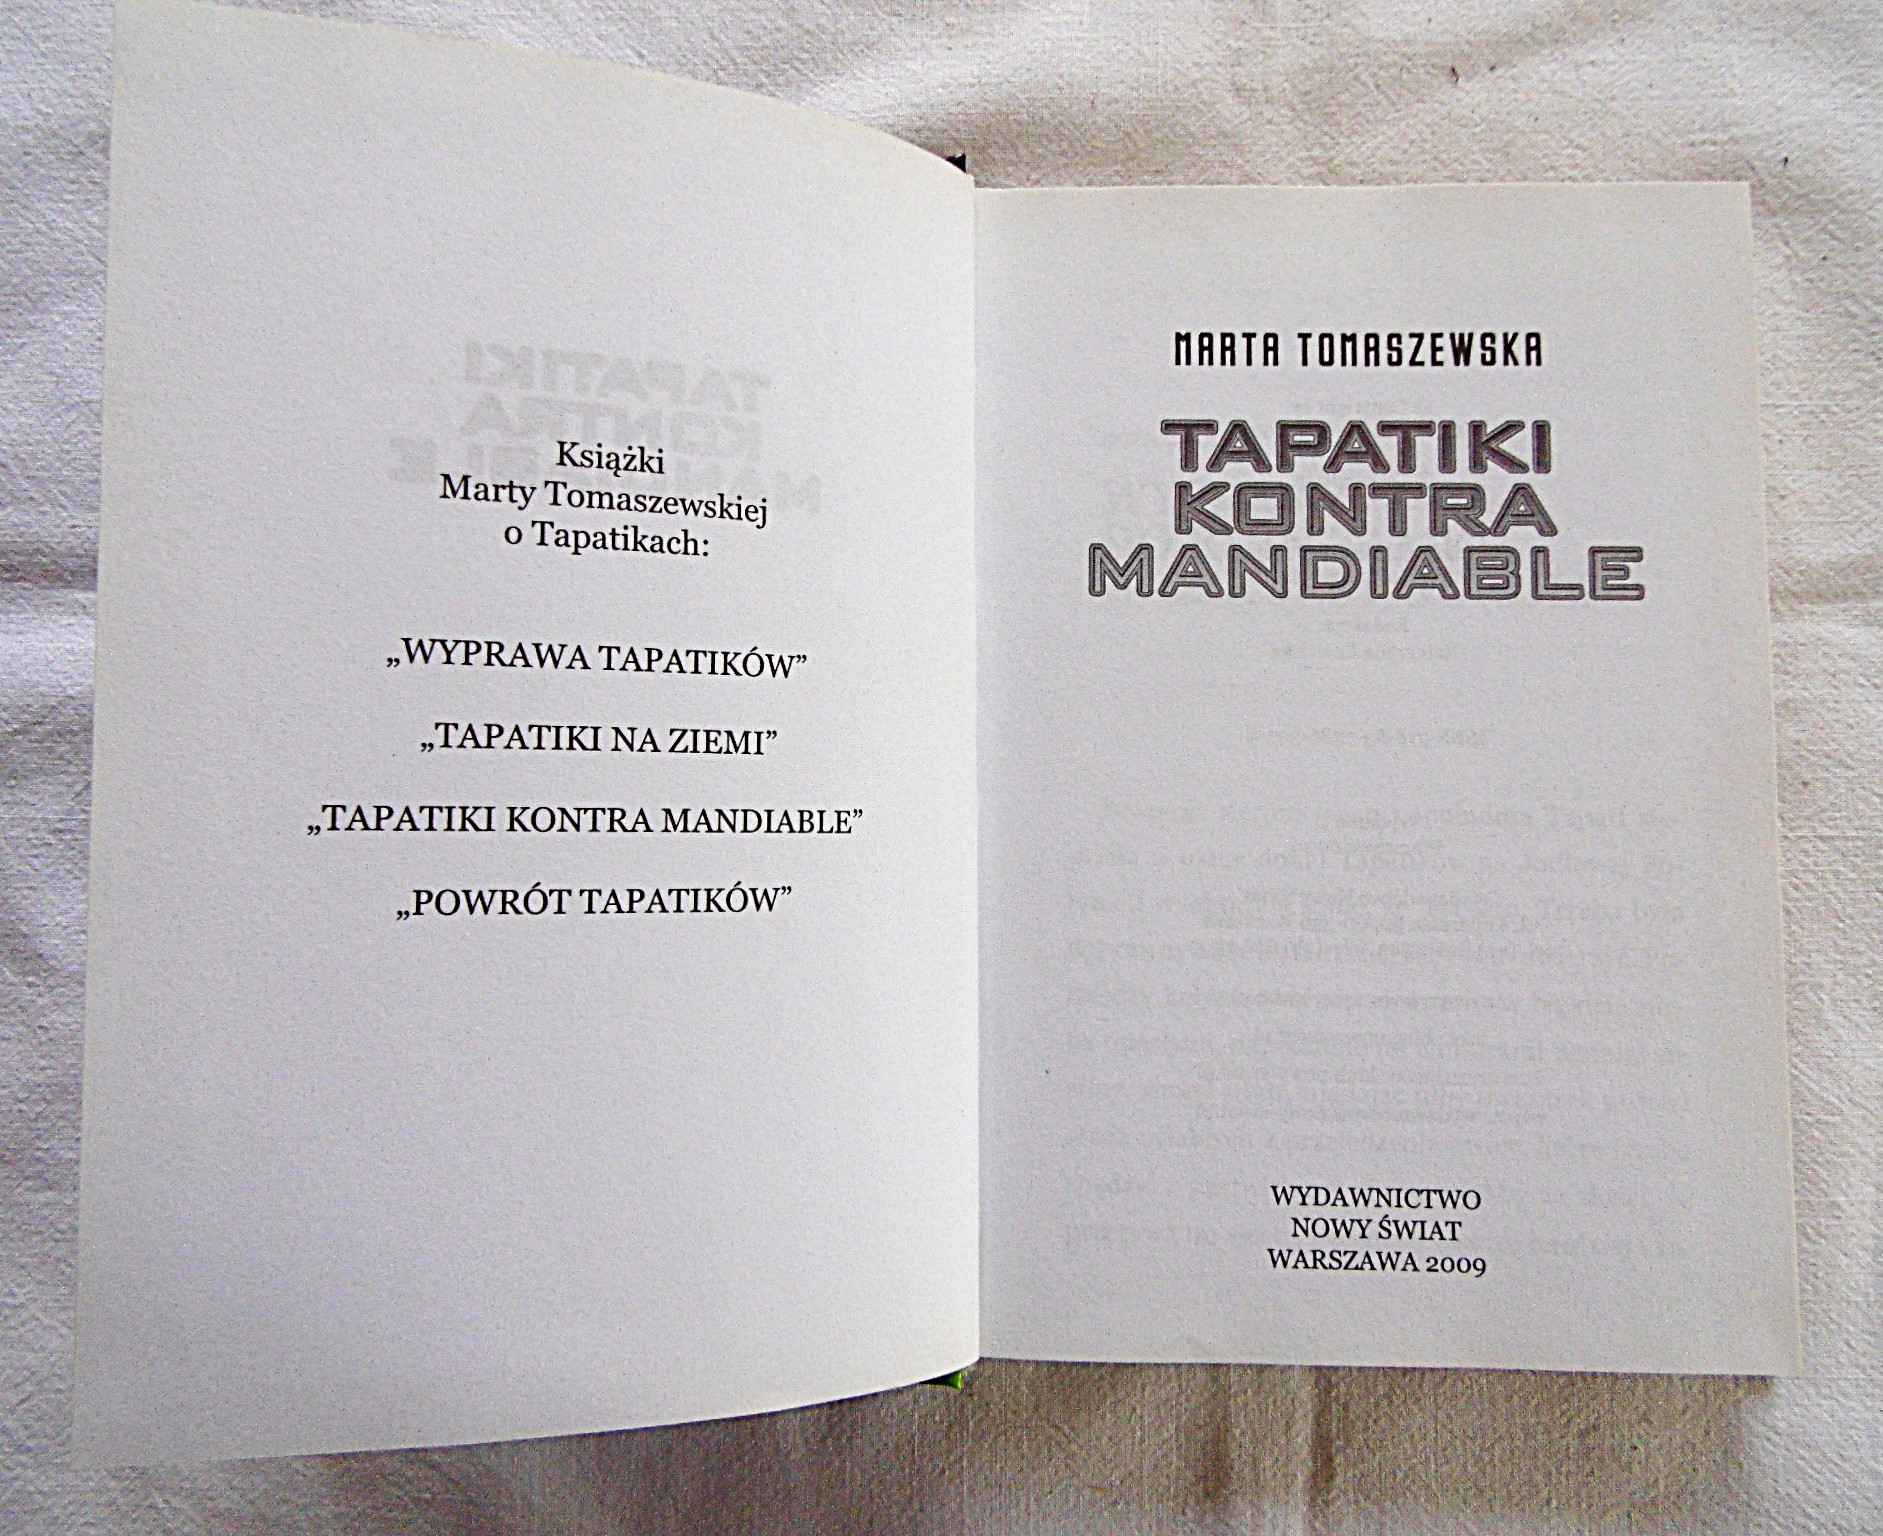 Książki
Marty Tomaszewskiej
o Tapatikach:
„WYPRAWA TAPATIKÓW”
„TAPATIKI NA ZIEMI”
„TAPATIKI KONTRA MANDIABLE”
„POWRÓT TAPATIKÓW”
MARTA TOMASZEWSKA
TAPATIKI
KONTRA
MANDIABLE
WYDAWNICTWO
NOWY ŚWIAT
WARSZAWA 2009